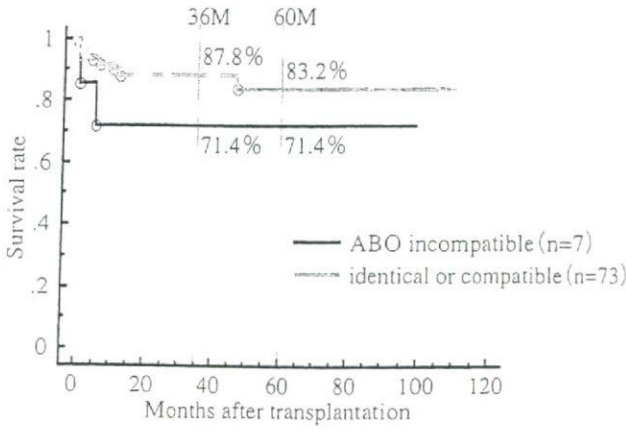 36M 60M
1
87.8%
83.2%
.8
71.4% 71.4%
.6
Survival rate
.4
ABO incompatible (n=7)
identical or compatible (n=73)
.2
0
0 20 40 60 80 100 120
Months after transplantation